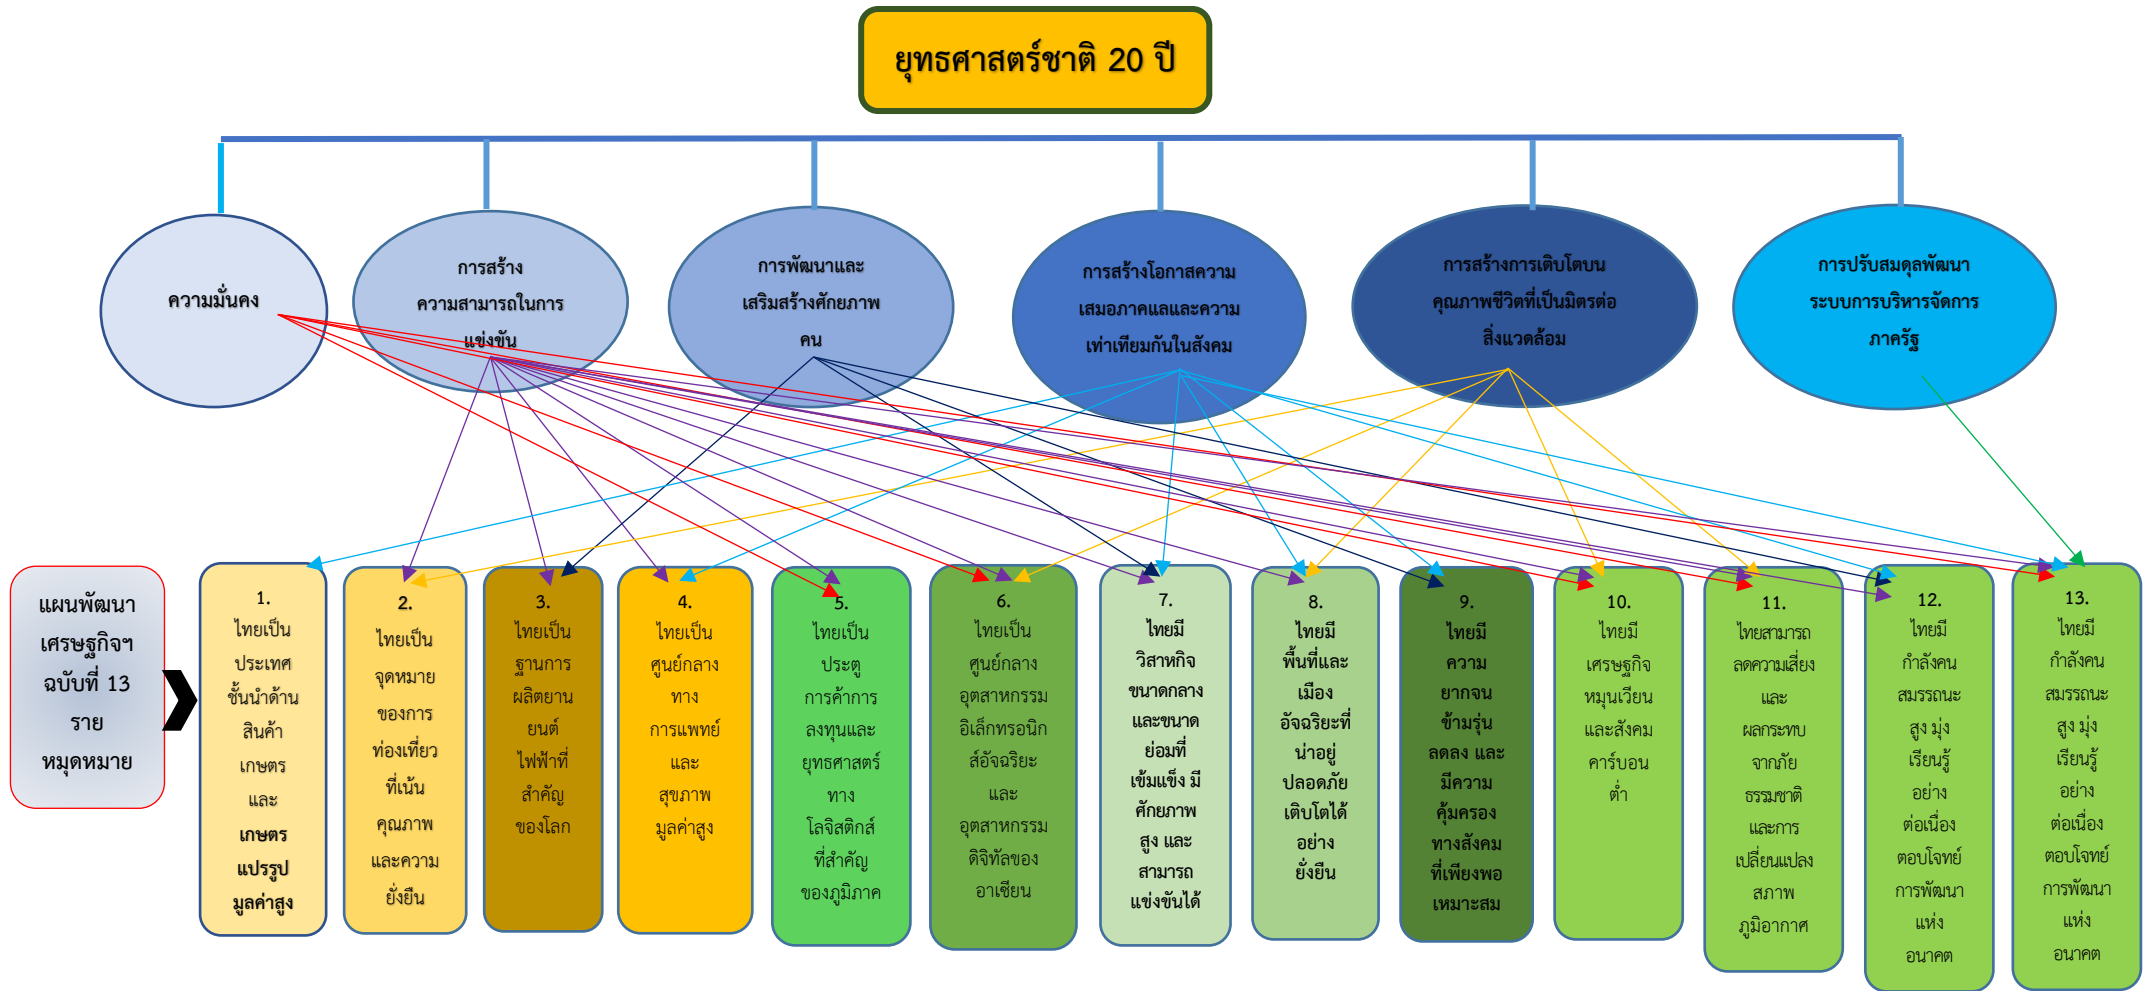 ยุทธศาสตร์ชาติ 20 ปี
ความมั่นคง
การสร้าง
ความสามารถในการ
แข่งขัน
การพัฒนาและ
เสริมสร้างศักยภาพ
คน
การสร้างโอกาสความ
เสมอภาคแลและความ
เท่าเทียมกันในสังคม
การสร้างการเติบโตบน
คุณภาพชีวิตที่เป็นมิตรต่อ
สิ่งแวดล้อม
การปรับสมดุลพัฒนา
ระบบการบริหารจัดการ
ภาครัฐ
แผนพัฒนา
เศรษฐกิจฯ
ฉบับที่ 13
ราย
หมุดหมาย
1.
ไทยเป็น
ประเทศ
ชั้นนำด้าน
สินค้า
เกษตร
และ
เกษตร
แปรรูป
มูลค่าสูง
2.
ไทยเป็น
จุดหมาย
ของการ
ท่องเที่ยว
ที่เน้น
คุณภาพ
และความ
ยั่งยืน
3.
ไทยเป็น
ฐานการ
ผลิตยาน
ยนต์
ไฟฟ้าที่
สำคัญ
ของโลก
4.
ไทยเป็น
ศูนย์กลาง
ทาง
การแพทย์
และ
สุขภาพ
มูลค่าสูง
5.
ไทยเป็น
ประตู
การค้าการ
ลงทุนและ
ยุทธศาสตร์
ทาง
โลจิสติกส์
ที่สำคัญ
ของภูมิภาค
6.
ไทยเป็น
ศูนย์กลาง
อุตสาหกรรม
อิเล็กทรอนิก
ส์อัจฉริยะ
และ
อุตสาหกรรม
ดิจิทัลของ
อาเซียน
7.
ไทยมี
วิสาหกิจ
ขนาดกลาง
และขนาด
ย่อมที่
เข้มแข็ง มี
ศักยภาพ
สูง และ
สามารถ
แข่งขันได้
8.
ไทยมี
พื้นที่และ
เมือง
อัจฉริยะที่
น่าอยู่
ปลอดภัย
เติบโตได้
อย่าง
ยั่งยืน
9.
ไทยมี
ความ
ยากจน
ข้ามรุ่น
ลดลง และ
มีความ
คุ้มครอง
ทางสังคม
ที่เพียงพอ
เหมาะสม
10.
ไทยมี
เศรษฐกิจ
หมุนเวียน
และสังคม
คาร์บอน
ต่ำ
11.
ไทยสามารถ
ลดความเสี่ยง
และ
ผลกระทบ
จากภัย
ธรรมชาติ
และการ
เปลี่ยนแปลง
สภาพ
ภูมิอากาศ
12.
ไทยมี
กำลังคน
สมรรถนะ
สูง มุ่ง
เรียนรู้
อย่าง
ต่อเนื่อง
ตอบโจทย์
การพัฒนา
แห่ง
อนาคต
13.
ไทยมี
กำลังคน
สมรรถนะ
สูง มุ่ง
เรียนรู้
อย่าง
ต่อเนื่อง
ตอบโจทย์
การพัฒนา
แห่ง
อนาคต